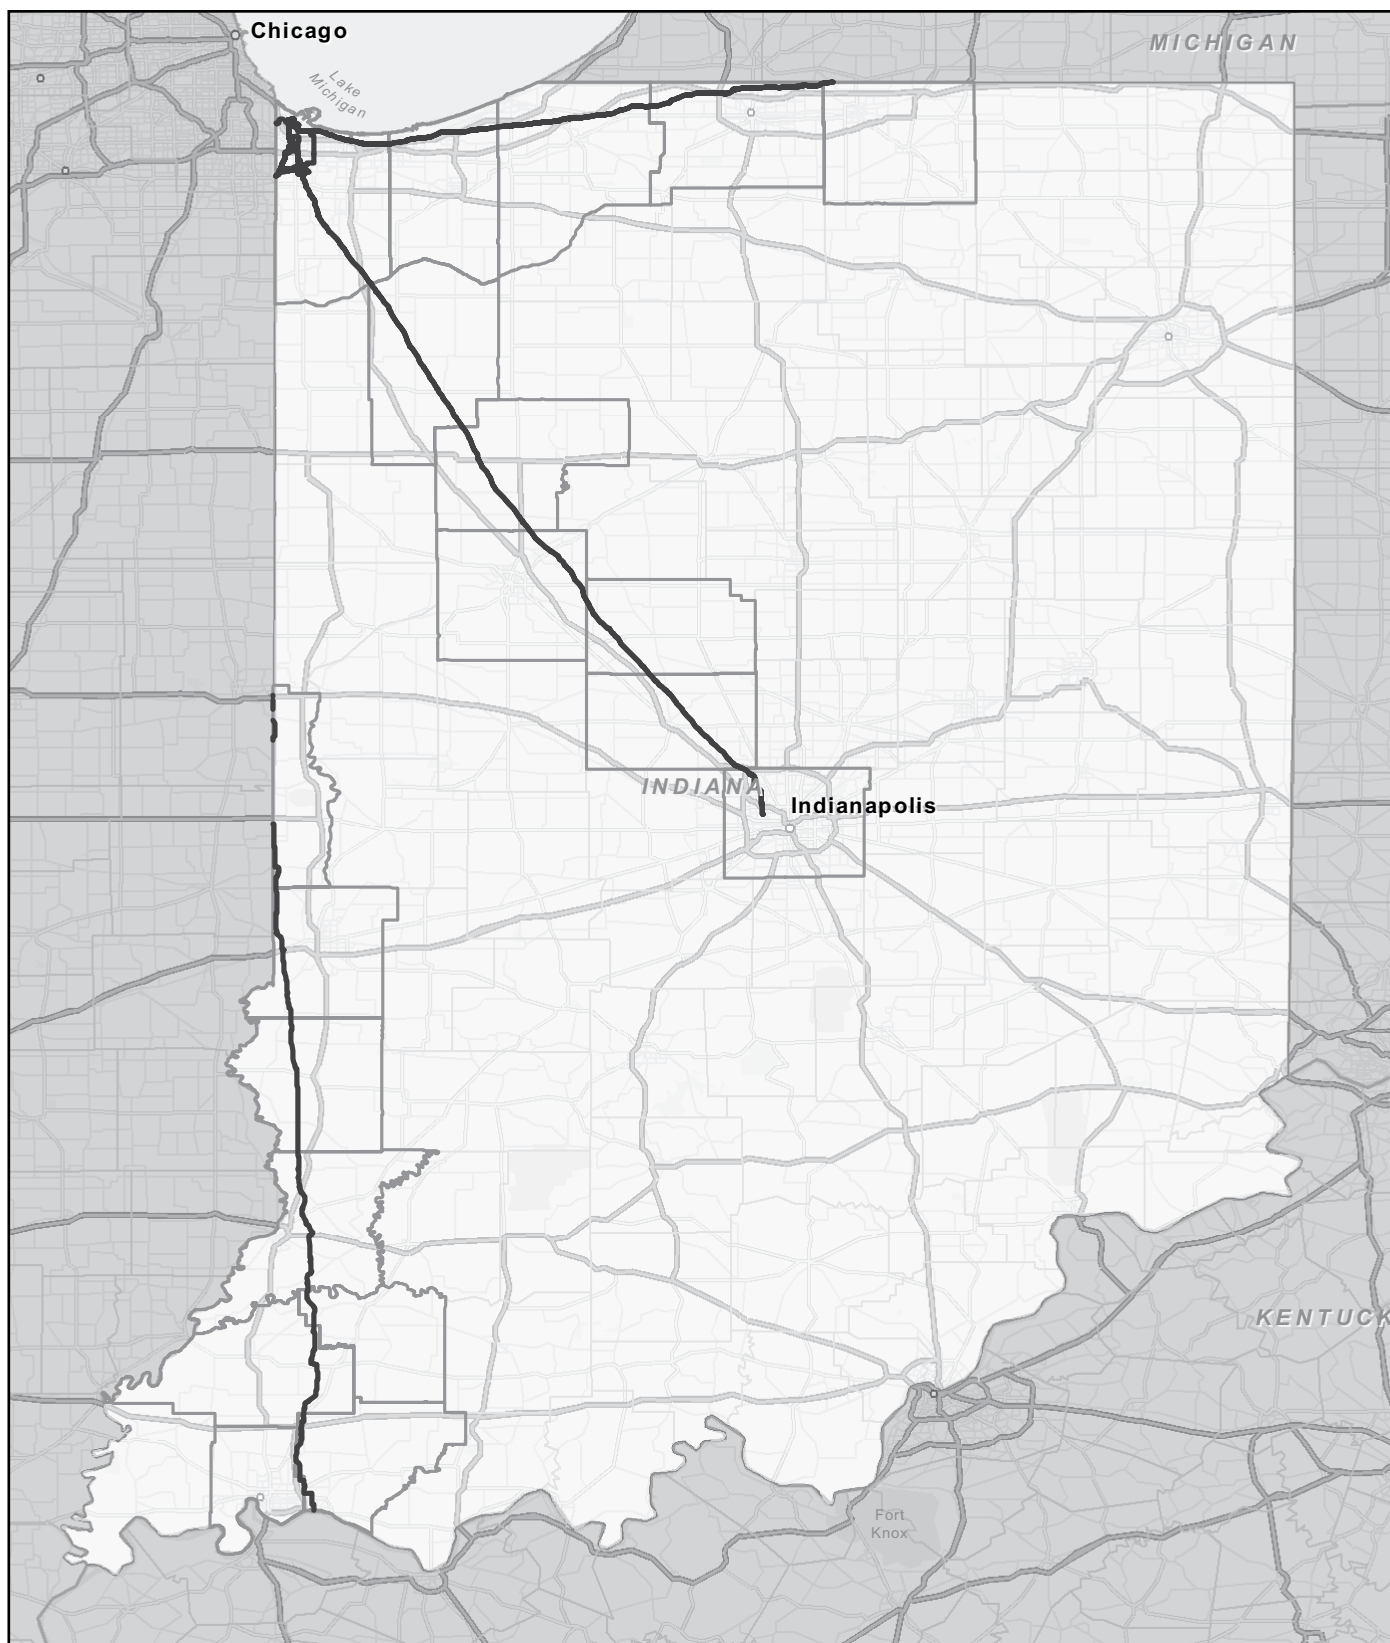 Chicago
MICHIGAN
Lake
Michigan
INDIANA
Indianapolis
KENTUCK
Fort
Knox